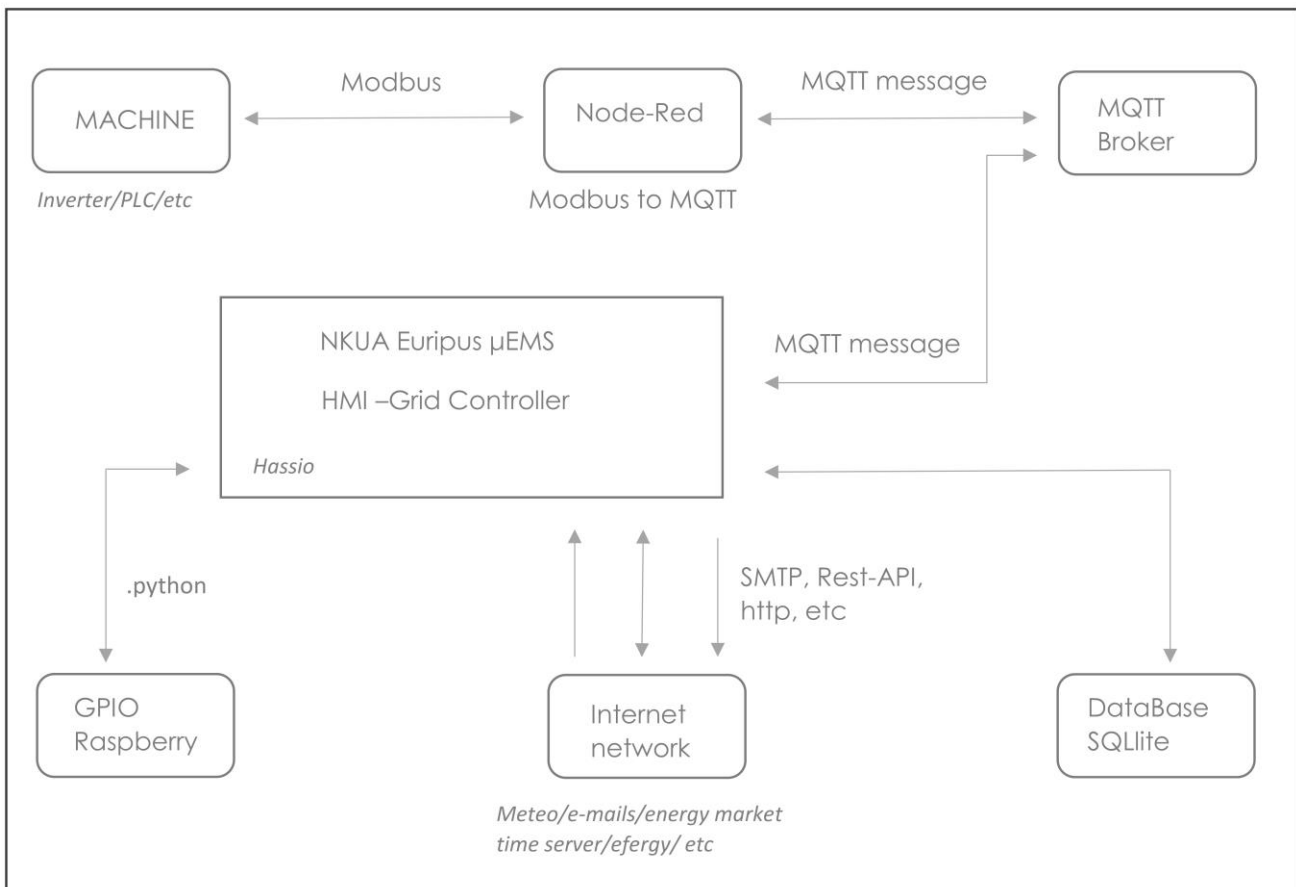 Modbus
MQTT message
MACHINE
Node-Red
MQTT
Broker
Inverter/PLC/etc
Modbus to MQTT
NKUA Euripus µEMS
MQTT message
HMI –Grid Controller
Hassio
.python
SMTP, Rest-API,
http, etc
GPIO
Raspberry
Internet
network
DataBase
SQLlite
Meteo/e-mails/energy market
time server/efergy/ etc